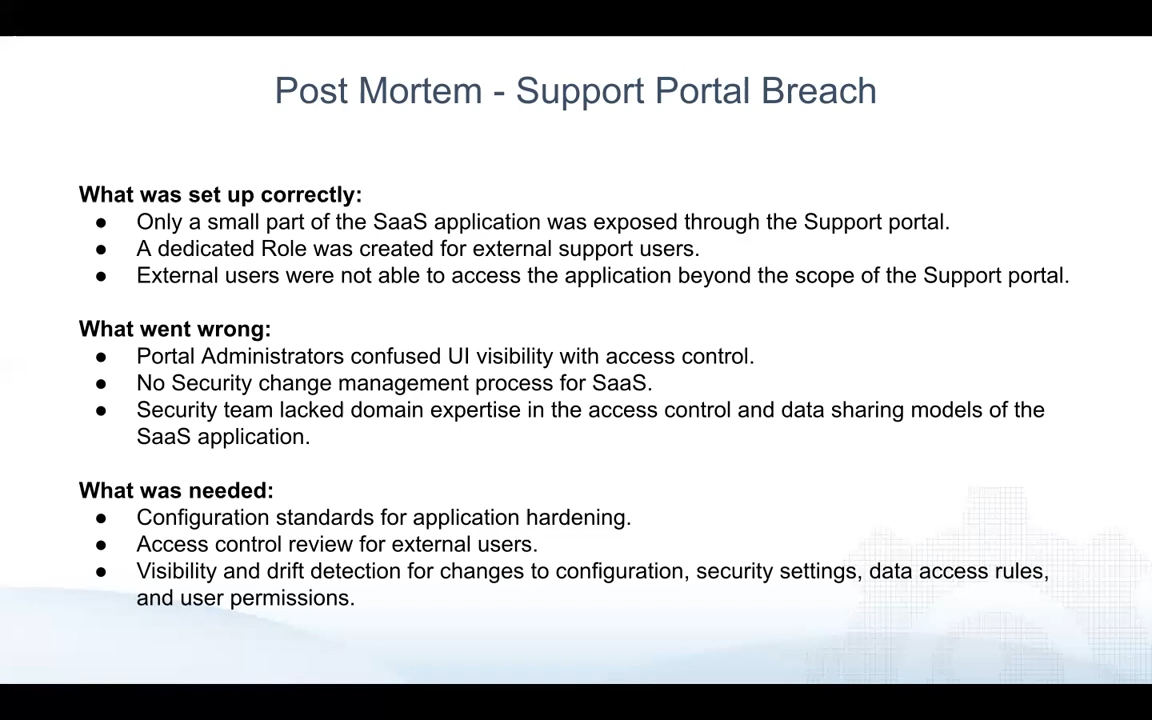 Post Mortem - Support Portal Breach
What was set up correctly:
● Only a small part of the SaaS application was exposed through the Support portal.
● A dedicated Role was created for external support users.
● External users were not able to access the application beyond the scope of the Support portal.
What went wrong:
● Portal Administrators confused UI visibility with access control.
● No Security change management process for SaaS.
● Security team lacked domain expertise in the access control and data sharing models of the
SaaS application.
What was needed:
● Configuration standards for application hardening.
● Access control review for external users.
● Visibility and drift detection for changes to configuration, security settings, data access rules,
and user permissions.